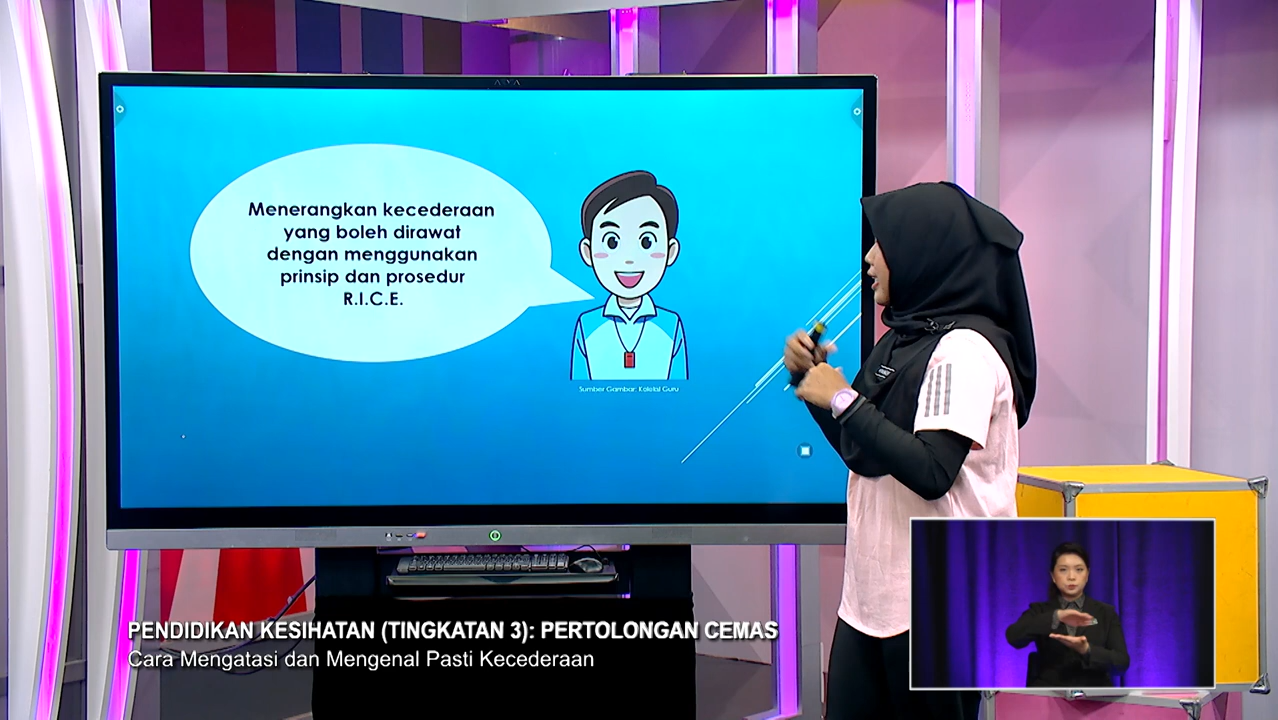 Menerangkan kecederaan
yang boleh dirawat
dengan menggunakan
prinsip dan prosedur
R.I.C.E.
Sumber Gambar: Koleksi Guru
PENDIDIKAN KESIHATAN (TINGKATAN 3): PERTOLONGAN CEMAS
Cara Mengatasi dan Mengenal Pasti Kecederaan